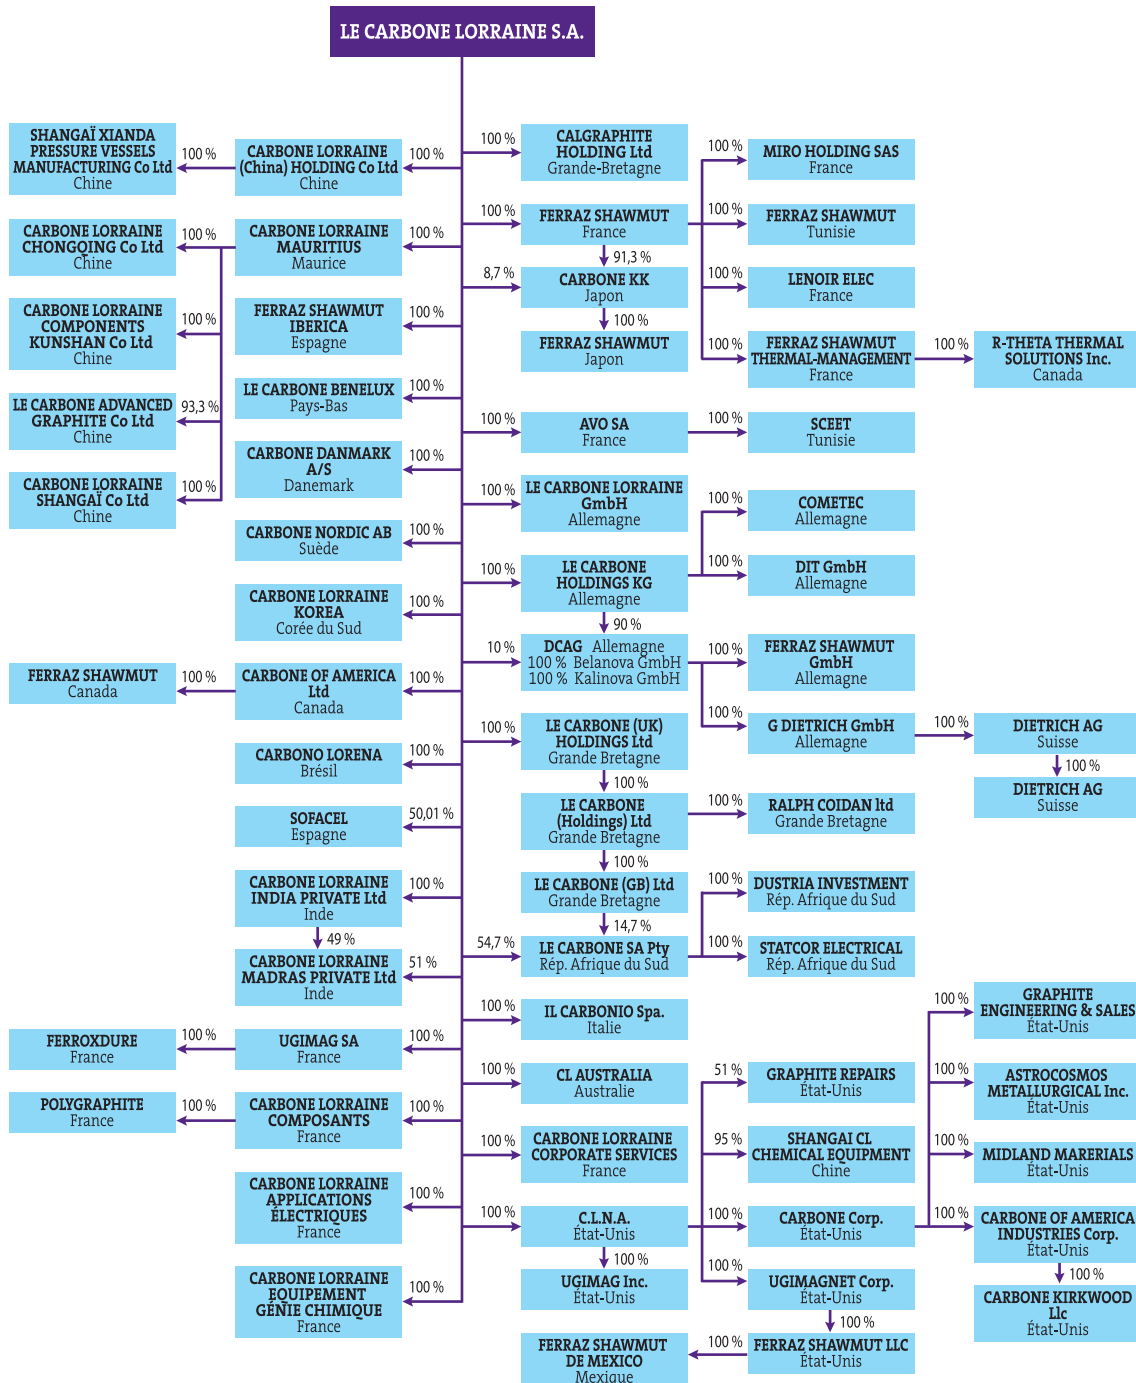 LE CARBONE LORRAINE S.A.
SHANGAÏ XIANDA
PRESSURE VESSELS
MANUFACTURING Co Ltd
Chine
100 %
CARBONE LORRAINE
(China) HOLDING Co Ltd
Chine
100 %
CARBONE LORRAINE
CHONGQING Co Ltd
Chine
100 %
CARBONE LORRAINE
MAURITIUS
Maurice
100 %
CARBONE LORRAINE
COMPONENTS
KUNSHAN Co Ltd
Chine
100 %
FERRAZ SHAWMUT
IBERICA
Espagne
100 %
LE CARBONE ADVANCED
GRAPHITE Co Ltd
Chine
93,3 %
LE CARBONE BENELUX
Pays-Bas
100 %
CARBONE LORRAINE
SHANGAÏ Co Ltd
Chine
100 %
CARBONE DANMARK
A/S
Danemark
100 %
CARBONE NORDIC AB
Suède
100 %
CARBONE LORRAINE
KOREA
Corée du Sud
100 %
FERRAZ SHAWMUT
Canada
100 %
CARBONE OF AMERICA
Ltd
Canada
100 %
CARBONO LORENA
Brésil
100 %
SOFACEL
Espagne
50,01 %
CARBONE LORRAINE
INDIA PRIVATE Ltd
Inde
100 %
49 %
CARBONE LORRAINE
MADRAS PRIVATE Ltd
Inde
51 %
FERROXDURE
France
100 %
UGIMAG SA
France
100 %
POLYGRAPHITE
France
100 %
CARBONE LORRAINE
COMPOSANTS
France
100 %
CARBONE LORRAINE
APPLICATIONS
ÉLECTRIQUES
France
100 %
CARBONE LORRAINE
EQUIPEMENT
GÉNIE CHIMIQUE
France
100 %
100 %
CALGRAPHITE
HOLDING Ltd
Grande-Bretagne
100 %
FERRAZ SHAWMUT
France
91,3 %
8,7 %
CARBONE KK
Japon
100 %
FERRAZ SHAWMUT
Japon
100 %
MIRO HOLDING SAS
France
100 %
FERRAZ SHAWMUT
Tunisie
100 %
LENOIR ELEC
France
100 %
FERRAZ SHAWMUT
THERMAL-MANAGEMENT
France
100 %
R-THETA THERMAL
SOLUTIONS Inc.
Canada
100 %
AVO SA
France
100 %
SCEET
Tunisie
100 %
LE CARBONE LORRAINE
GmbH
Allemagne
100 %
LE CARBONE
HOLDINGS KG
Allemagne
90 %
100 %
COMETEC
Allemagne
100 %
DIT GmbH
Allemagne
10 %
DCAG Allemagne
100 % Belanova GmbH
100 % Kalinova GmbH
100 %
FERRAZ SHAWMUT
GmbH
Allemagne
100 %
G DIETRICH GmbH
Allemagne
100 %
DIETRICH AG
Suisse
100 %
DIETRICH AG
Suisse
100 %
LE CARBONE (UK)
HOLDINGS Ltd
Grande Bretagne
100 %
LE CARBONE
(Holdings) Ltd
Grande Bretagne
100 %
RALPH COIDAN ltd
Grande Bretagne
100 %
LE CARBONE (GB) Ltd
Grande Bretagne
14,7 %
54,7 %
LE CARBONE SA Pty
Rép. Afrique du Sud
100 %
DUSTRIA INVESTMENT
Rép. Afrique du Sud
100 %
STATCOR ELECTRICAL
Rép. Afrique du Sud
100 %
IL CARBONIO Spa.
Italie
100 %
CL AUSTRALIA
Australie
100 %
CARBONE LORRAINE
CORPORATE SERVICES
France
100 %
C.L.N.A.
État-Unis
100 %
UGIMAG Inc.
État-Unis
51 %
GRAPHITE REPAIRS
État-Unis
95 %
SHANGAI CL
CHEMICAL EQUIPMENT
Chine
100 %
CARBONE Corp.
État-Unis
100 %
UGIMAGNET Corp.
État-Unis
100 %
FERRAZ SHAWMUT LLC
État-Unis
100 %
FERRAZ SHAWMUT
DE MEXICO
Mexique
100 %
GRAPHITE
ENGINEERING & SALES
État-Unis
100 %
ASTROCOSMOS
METALLURGICAL Inc.
État-Unis
100 %
MIDLAND MARERIALS
État-Unis
100 %
CARBONE OF AMERICA
INDUSTRIES Corp.
État-Unis
100 %
CARBONE KIRKWOOD
Llc
État-Unis